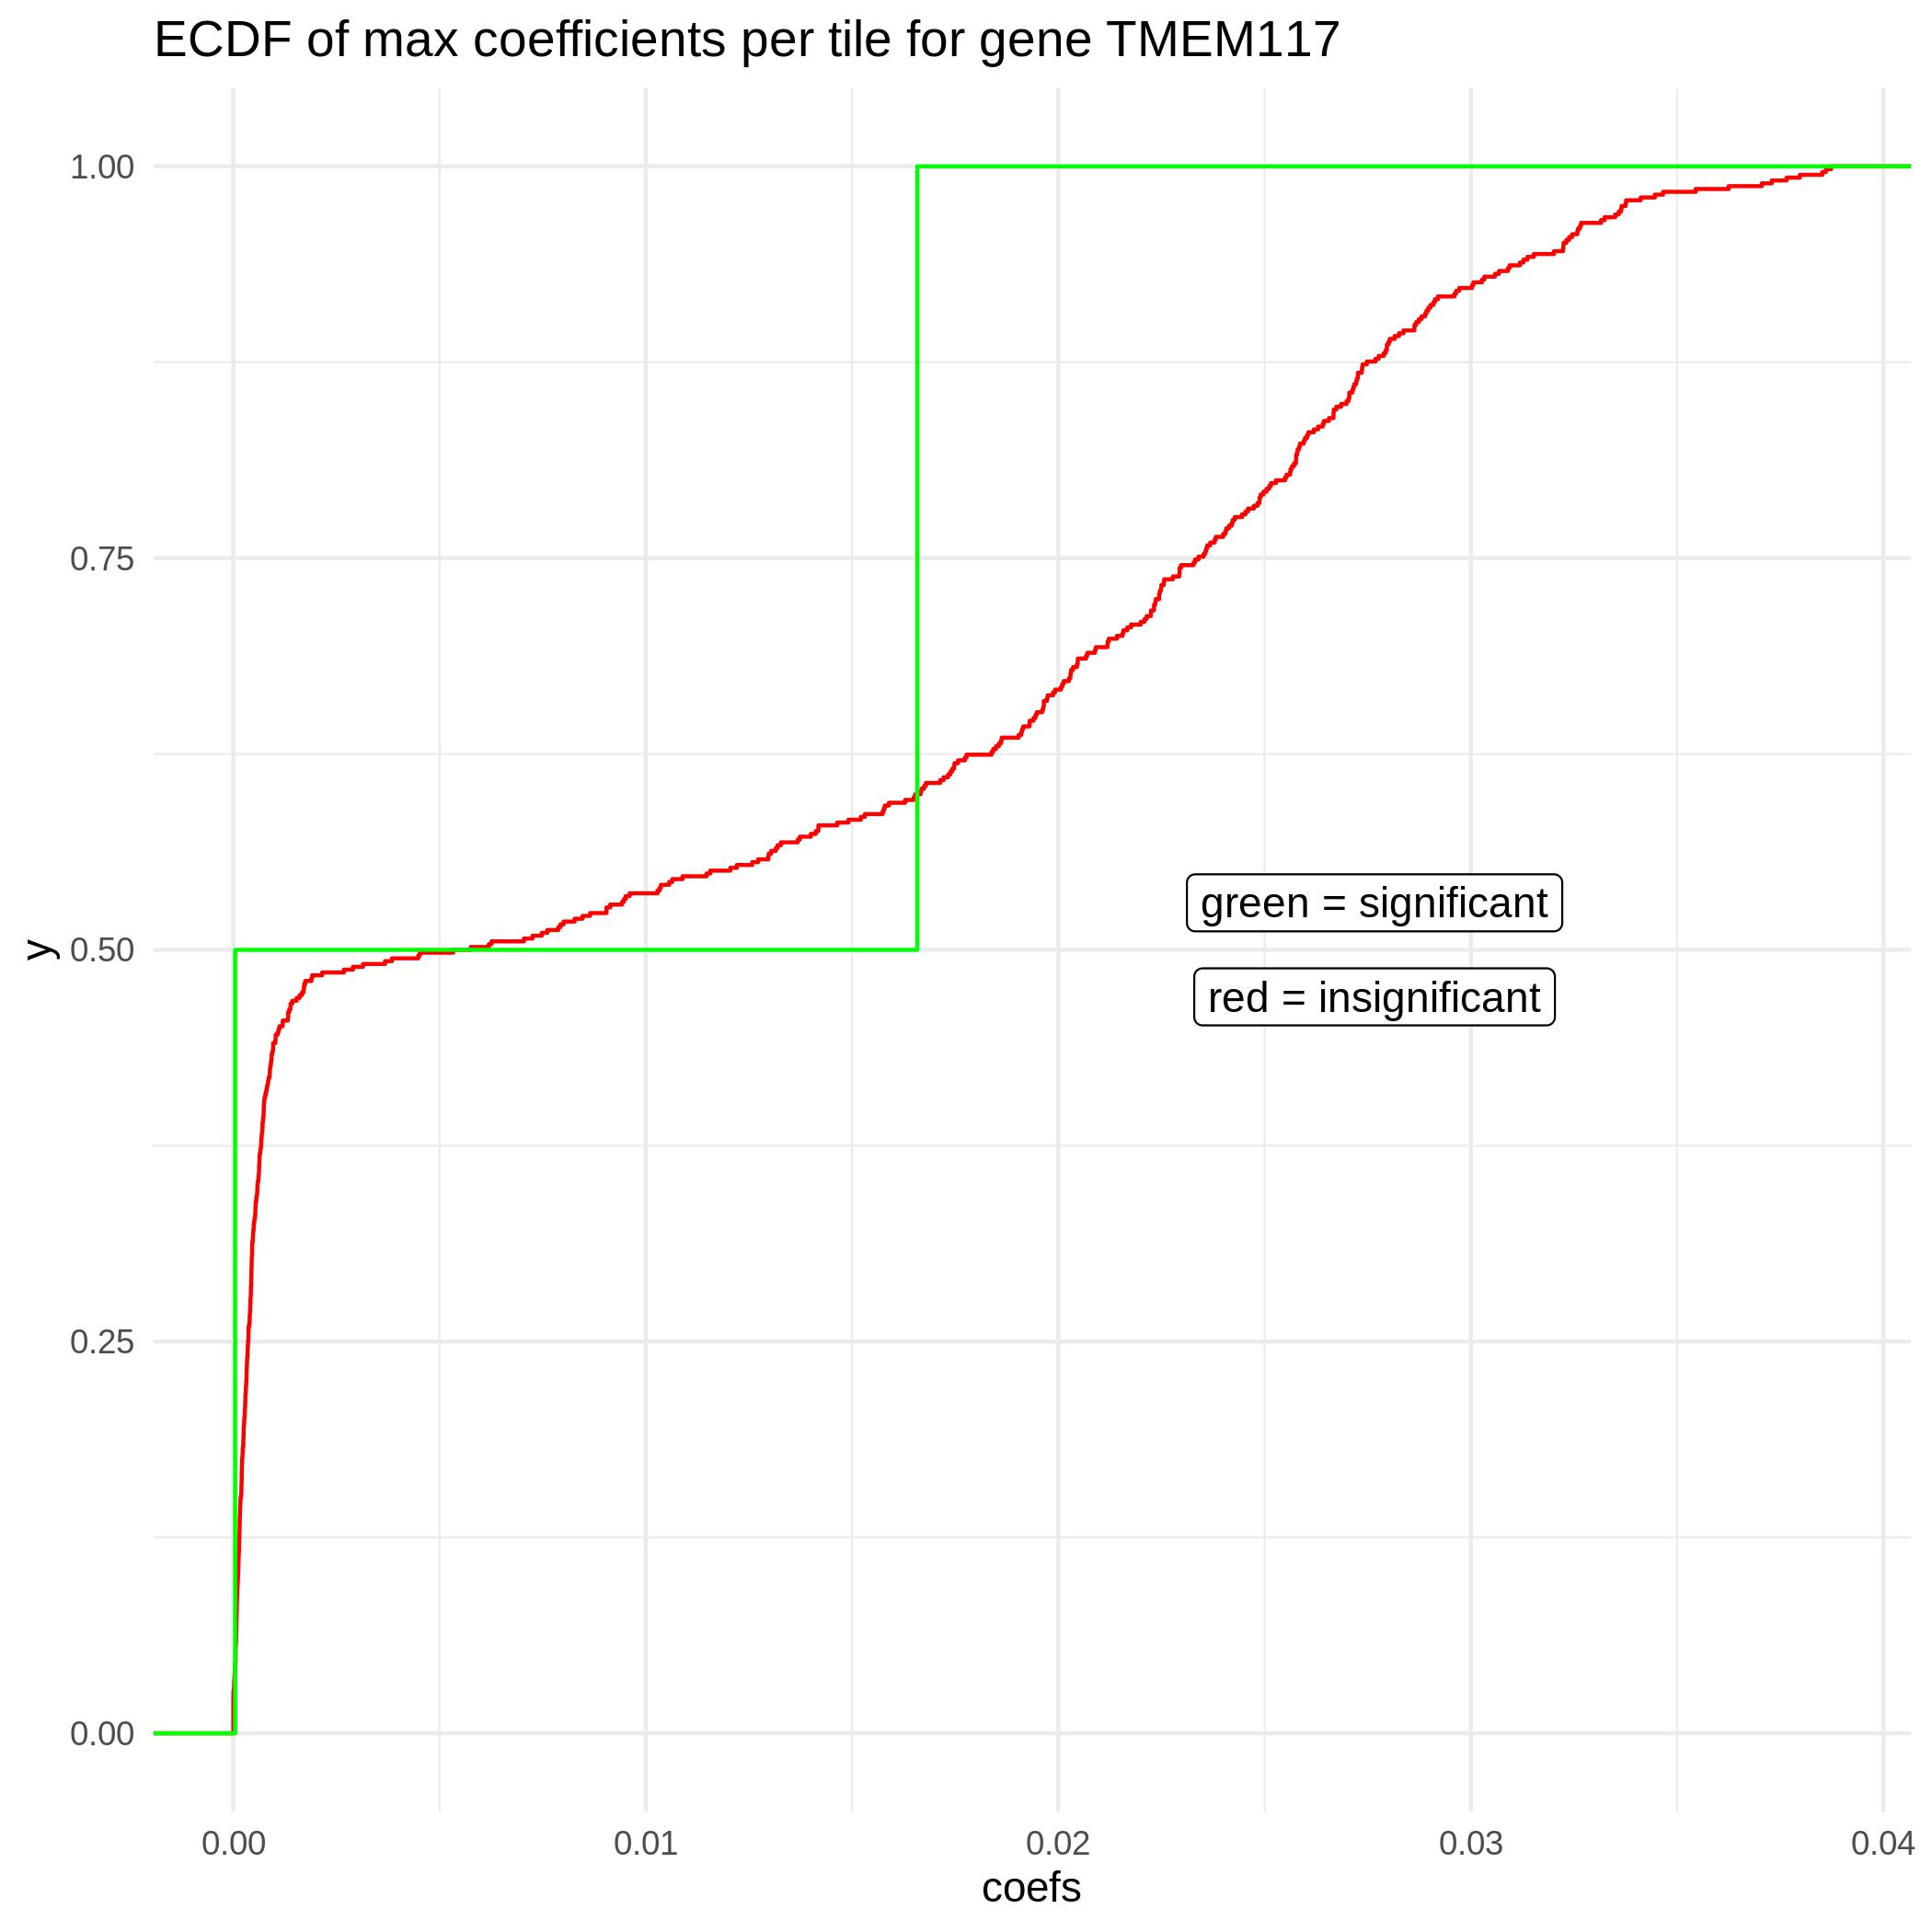 ECDF of max coefficients per tile for gene TMEM117
1.00
0.75
0.50
0.25
0.00
y
green = significant
red = insignificant
0.00
0.01
0.02
0.03
0.04
coefs